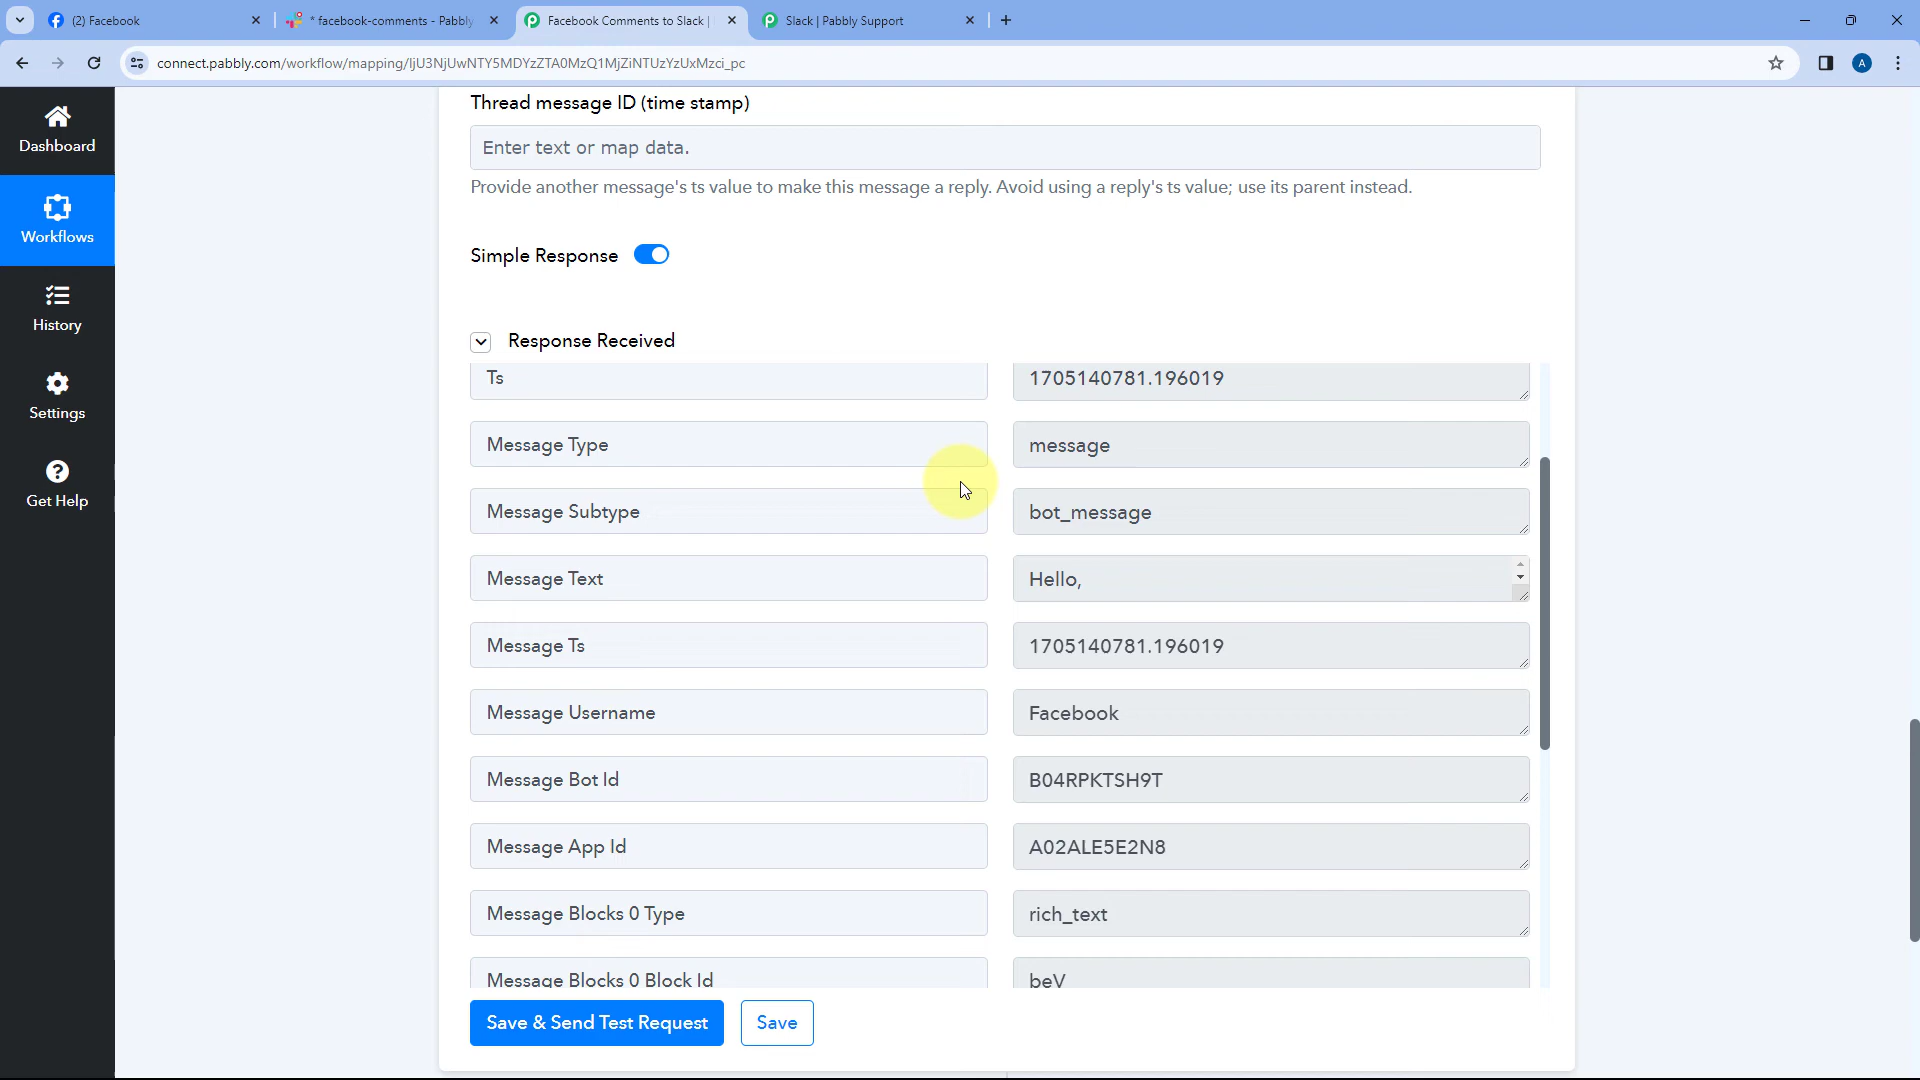 (2) Facebook
* facebook-comments - Pabbly
Facebook Comments to Slack |
Slack | Pabbly Support
connect.pabbly.com/workflow/mapping/IjU3NjUwNTY5MDYzZTA0MzQ1MjZiNTUzYzUxMzci_pc
A
Dashboard
Workflows
History
Settings
Get Help
Thread message ID (time stamp)
Enter text or map data.
Provide another message's ts value to make this message a reply. Avoid using a reply's ts value; use its parent instead.
Simple Response
Response Received
Ts
1705140781.196019
Message Type
message
Message Subtype
bot_message
Message Text
Hello,
Message Ts
1705140781.196019
Message Username
Facebook
Message Bot Id
B04RPKTSH9T
Message App Id
A02ALE5E2N8
Message Blocks 0 Type
rich_text
Message Blocks 0 Block Id
beV
Save & Send Test Request
Save